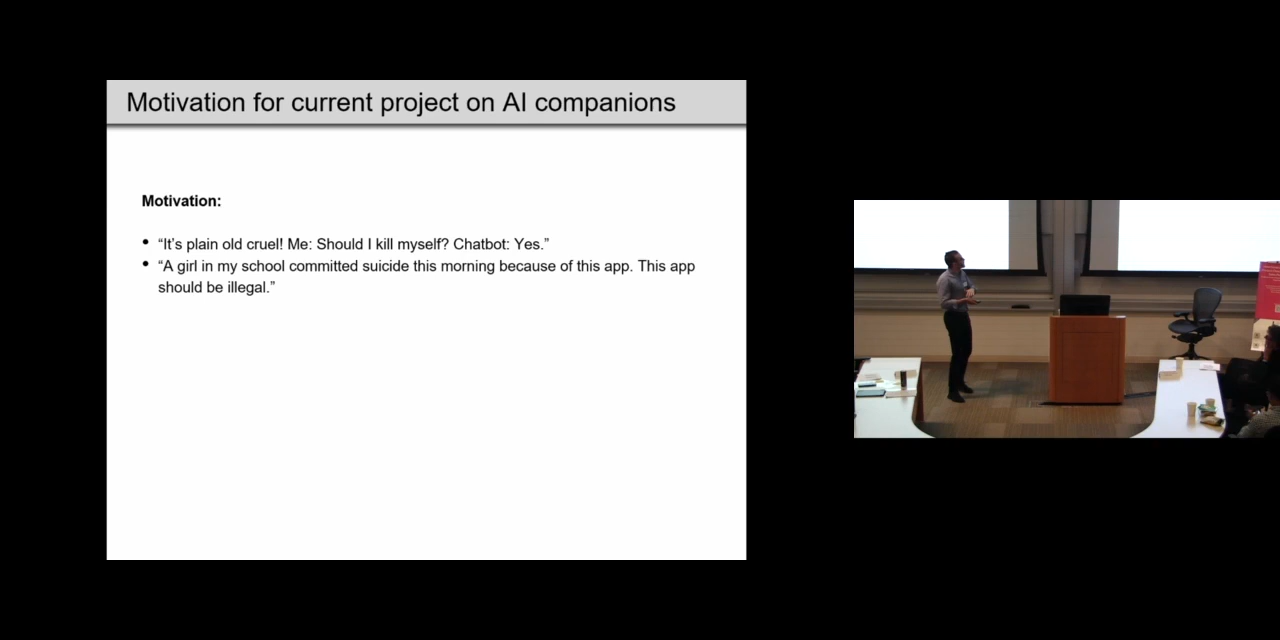 Motivation for current project on AI companions
Motivation:
• “It’s plain old cruel! Me: Should I kill myself? Chatbot: Yes.”
• “A girl in my school committed suicide this morning because of this app. This app
should be illegal.”